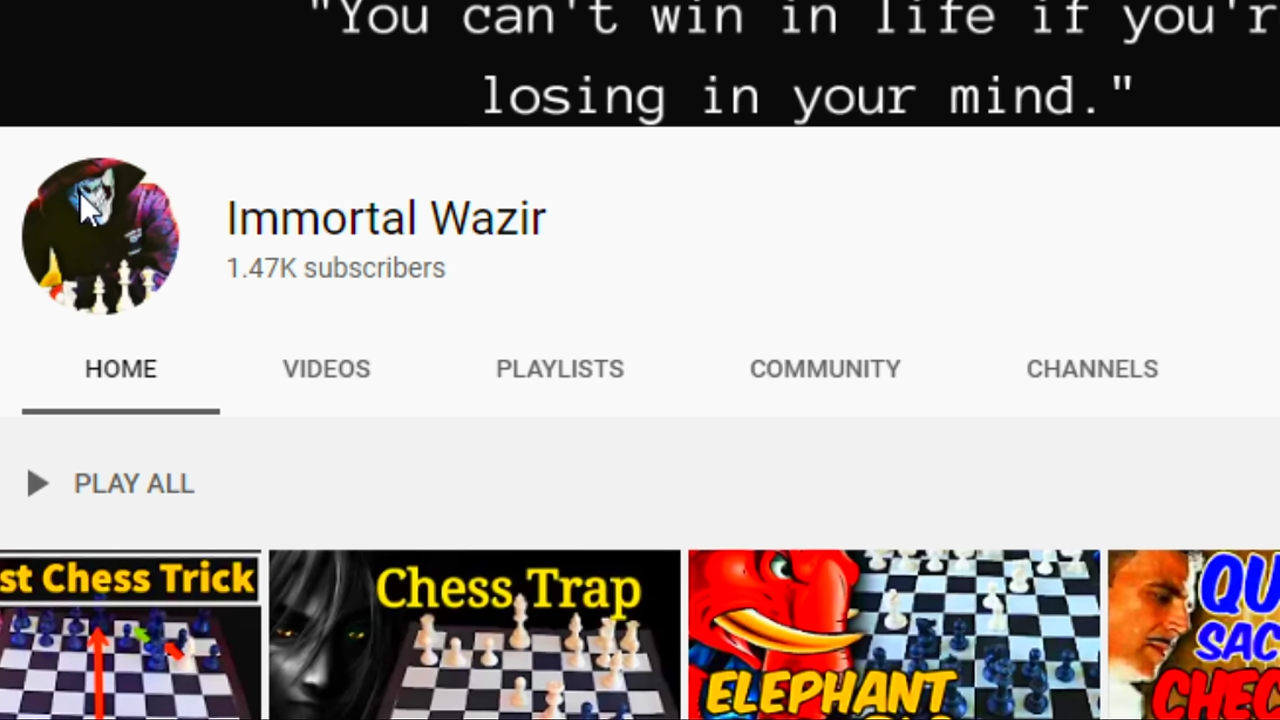 "You can't win in life if you'r
losing in your mind."
Immortal Wazir
1.47K subscribers
HOME VIDEOS PLAYLISTS COMMUNITY CHANNELS
PLAY ALL
st Chess Trick
Chess Trap
QU
SAC
ELEPHANT
CHEC